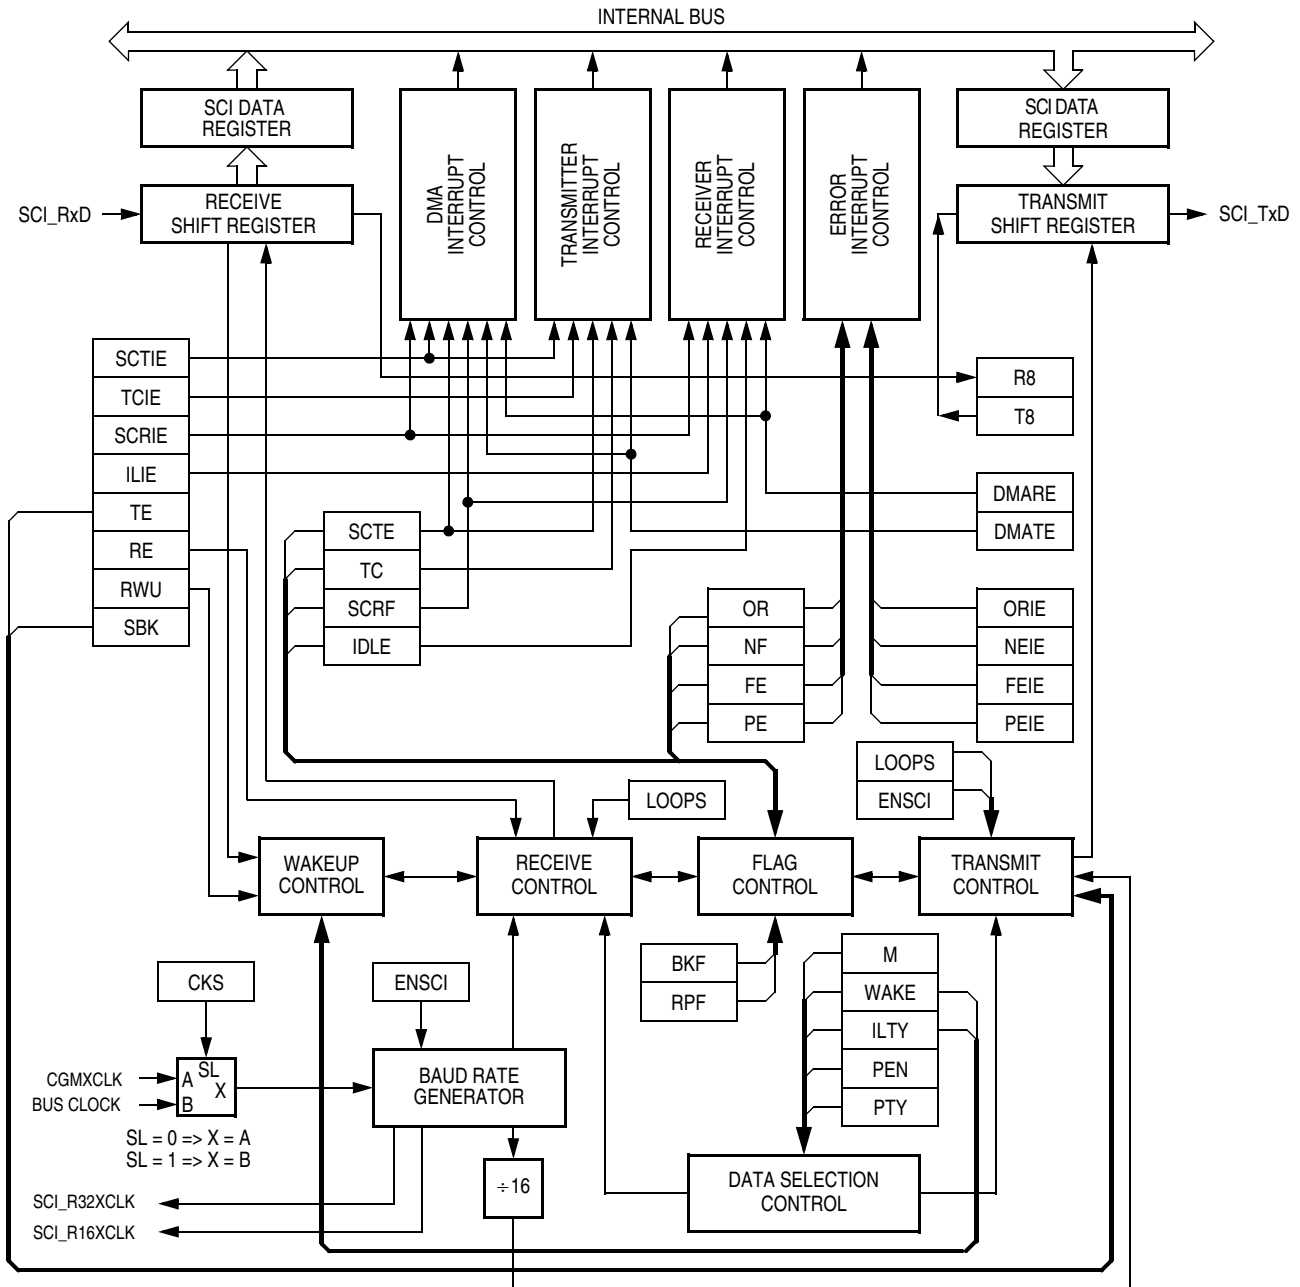 INTERNAL BUS
SCI DATA
REGISTER
SCI DATA
REGISTER
DMA
INTERRUPT
CONTROL
TRANSMITTER
INTERRUPT
CONTROL
RECEIVER
INTERRUPT
CONTROL
ERROR
INTERRUPT
CONTROL
SCI_RxD
RECEIVE
SHIFT REGISTER
TRANSMIT
SHIFT REGISTER
SCI_TxD
SCTIE
TCIE
SCRIE
ILIE
TE
RE
RWU
SBK
R8
T8
DMARE
DMATE
SCTE
TC
SCRF
IDLE
OR
NF
FE
PE
ORIE
NEIE
FEIE
PEIE
LOOPS
LOOPS
ENSCI
WAKEUP
CONTROL
RECEIVE
CONTROL
FLAG
CONTROL
TRANSMIT
CONTROL
BKF
RPF
M
WAKE
ILTY
PEN
PTY
CKS
ENSCI
CGMXCLK
BUS CLOCK
SL
A
X
B
SL = 0 => X = A
SL = 1 => X = B
BAUD RATE
GENERATOR
÷16
DATA SELECTION
CONTROL
SCI_R32XCLK
SCI_R16XCLK